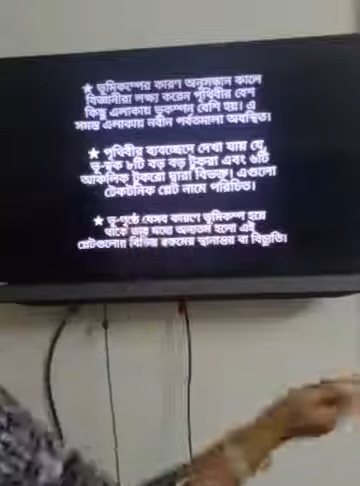 ★ ভূমিকম্পের কারণ অনুসন্ধান কালে
বিজ্ঞানীরা লক্ষ্য করেন পৃথিবীর বেশ
কিছু এলাকায় ভূকম্পন বেশি হয়। এ
সমস্ত এলাকায় নবীন পর্বতমালা অবস্থিত।
★ পৃথিবীর ব্যবচ্ছেদে দেখা যায় যে,
ভূ-ত্বক ৮টি বড় বড় টুকরা এবং ৬টি
আঞ্চলিক টুকরো দ্বারা বিভক্ত। এগুলো
টেকটনিক প্লেট নামে পরিচিত।
★ ভূ-পৃষ্ঠে যেসব কারণে ভূমিকম্প হয়ে
থাকে তার মধ্যে অন্যতম হলো এই
প্লেটগুলোর বিভিন্ন রকমের স্থানান্তর বা বিচ্যুতি।